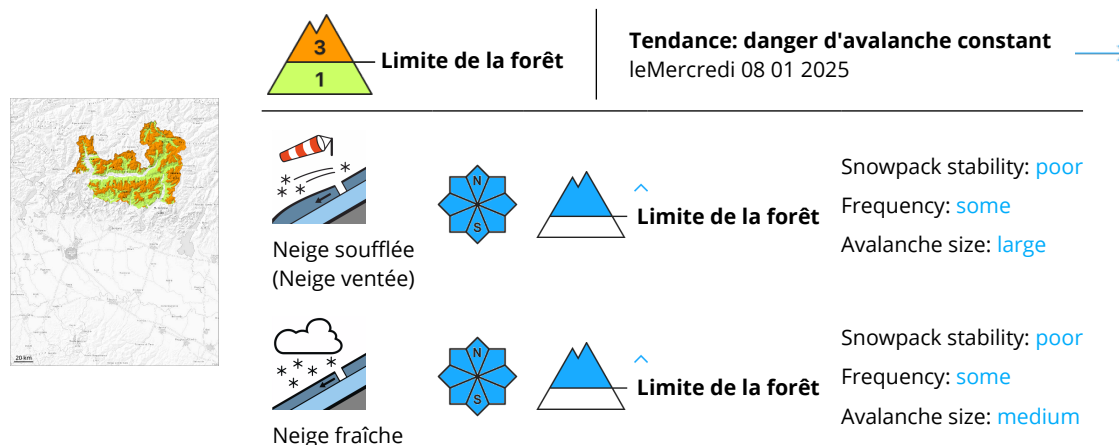 3
1
Limite de la forêt
Tendance: danger d'avalanche constant
leMercredi 08 01 2025
20 km
N
S
Limite de la forêt
Snowpack stability: poor
Frequency: some
Avalanche size: large
Neige soufflée
(Neige ventée)
N
S
Limite de la forêt
Snowpack stability: poor
Frequency: some
Avalanche size: medium
Neige fraîche